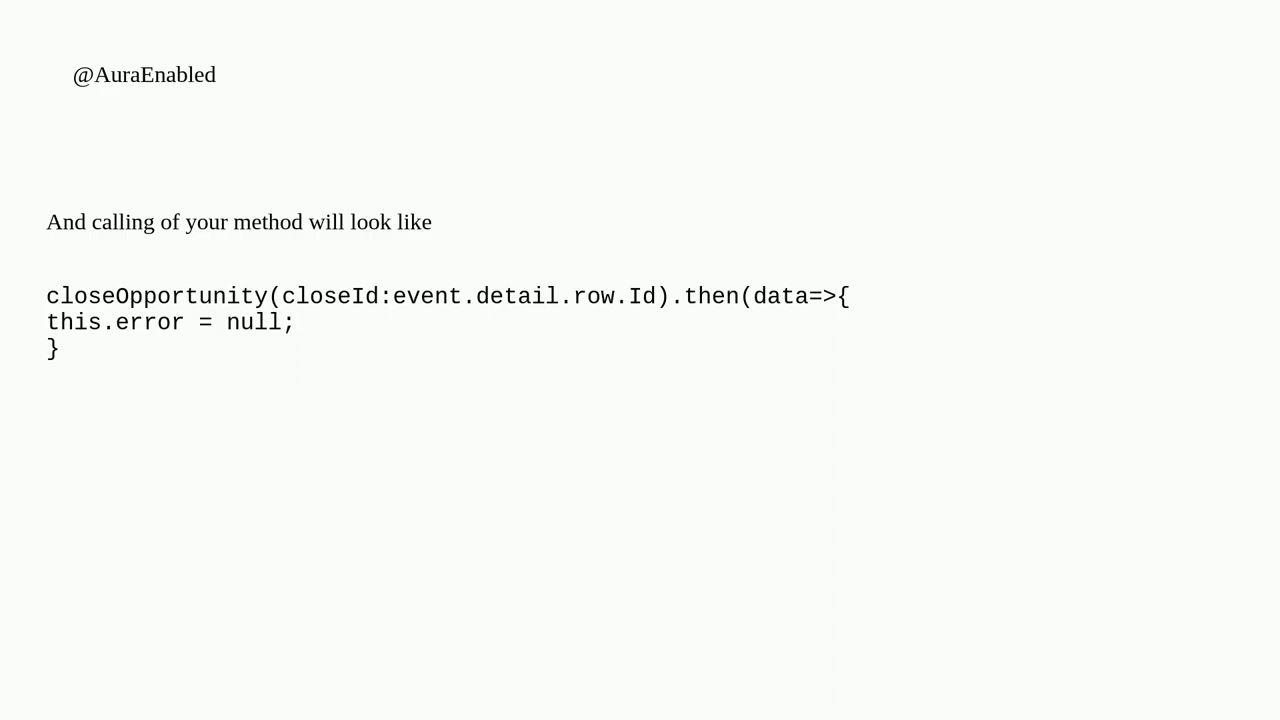 @AuraEnabled
And calling of your method will look like
closeOpportunity(closeId:event.detail.row.Id).then(data=>{
this.error = null;
}